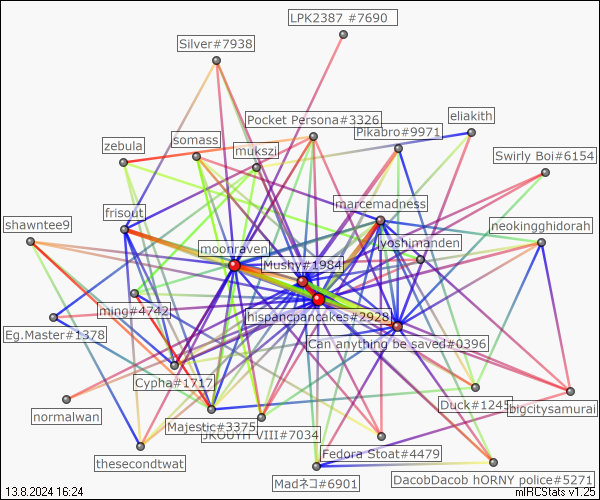 LPK2387 #7690
Silver#7938
Pocket Persona#3326
eliakith
Pikabro#9971
zebula
somass
mukszi
Swirly Boi#6154
marcemadness
frisout
shawntee9
neokingghidorah
moonraven
yoshimanden
Mushy#1984
ming#4742
hispancpancakes#2928
Eg.Master#1378
Can anything be saved#0396
Cypha#1717
Duck#1245
bigcitysamurai
normalwan
Majestic#3375
VIII#7034
Fedora Stoat#4479
thesecondtwat
Madネコ#6901
DacobDacob hORNY police#5271
13.8.2024 16:24
mIRCStats v1.25